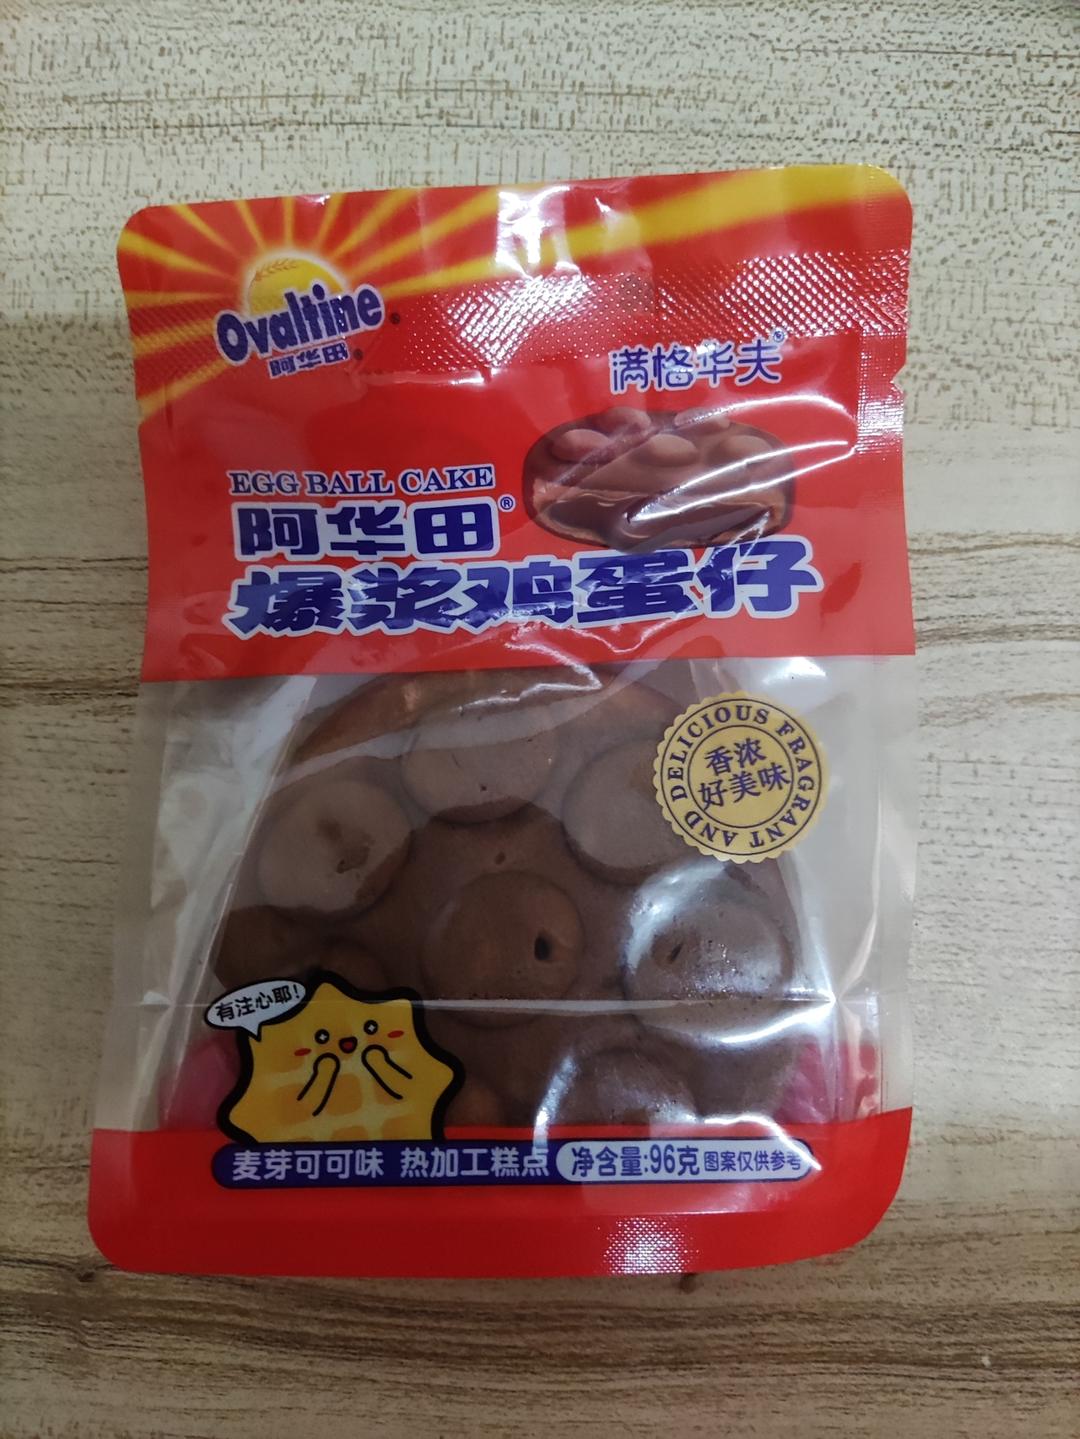 Ovaltine
阿华田®
满格华夫®
EGG BALL CAKE
阿华田®
爆浆鸡蛋仔
DELICIOUS FRAGRANT AND
香浓
好美味
有注心耶!
麦芽可可味 热加工糕点 净含量:96克 图案仅供参考